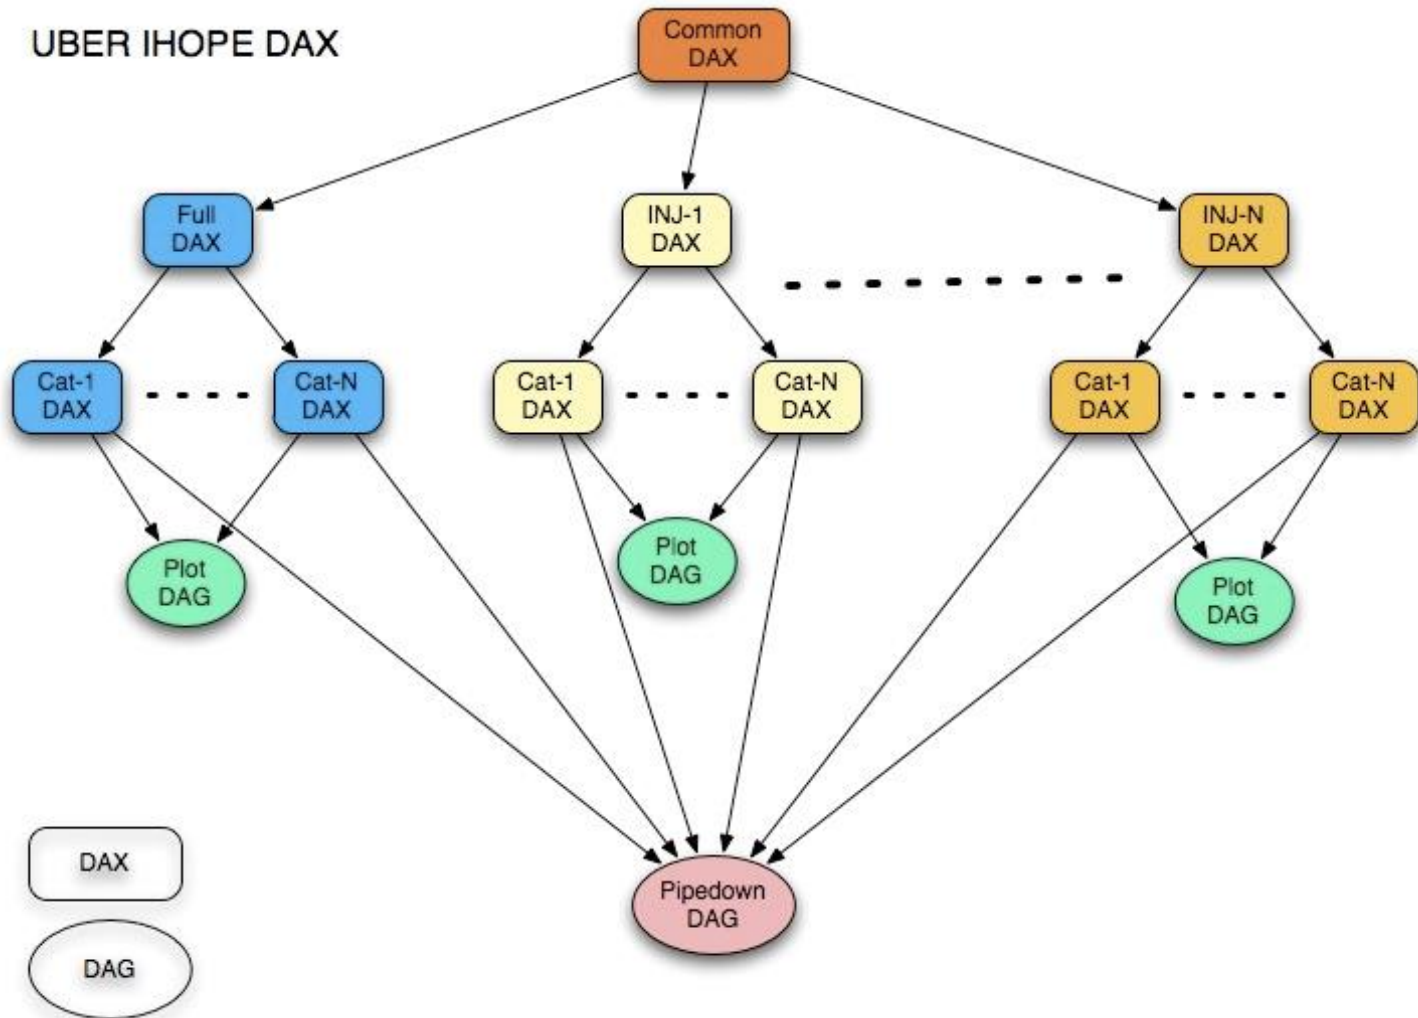 UBER IHOPE DAX
Common
DAX
Full
DAX
INJ-1
DAX
INJ-N
DAX
Cat-1
DAX
Cat-N
DAX
Cat-1
DAX
Cat-N
DAX
Cat-1
DAX
Cat-N
DAX
Plot
DAG
Plot
DAG
Plot
DAG
DAX
Pipedown
DAG
DAG